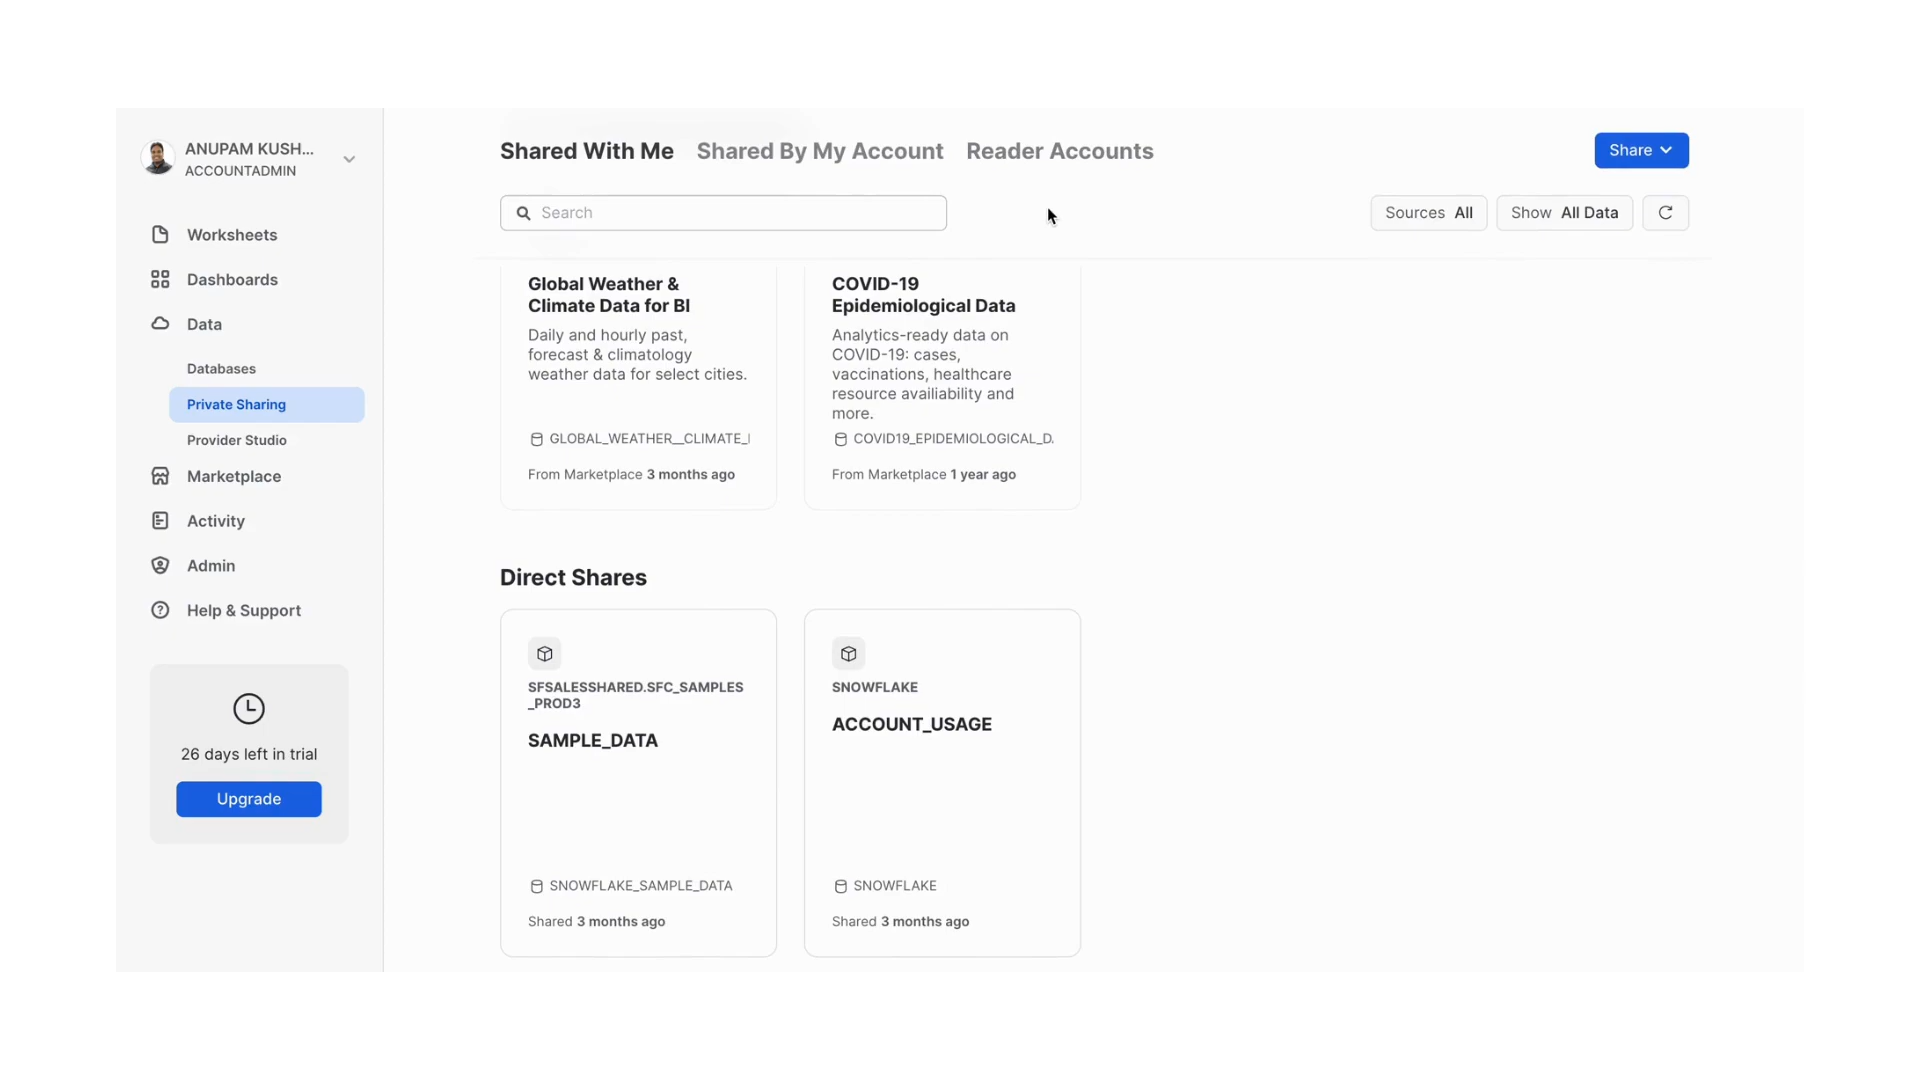 ANUPAM KUSH...
ACCOUNTADMIN
Worksheets
Dashboards
Data
Databases
Private Sharing
Provider Studio
Marketplace
Activity
Admin
Help & Support
26 days left in trial
Upgrade
Shared With Me
Shared By My Account
Reader Accounts
Share
Search
Sources All
Show All Data
Global Weather &
Climate Data for BI
Daily and hourly past,
forecast & climatology
weather data for select cities.
GLOBAL_WEATHER__CLIMATE_
From Marketplace 3 months ago
COVID-19
Epidemiological Data
Analytics-ready data on
COVID-19: cases,
vaccinations, healthcare
resource availiability and
more.
COVID19_EPIDEMIOLOGICAL_D
From Marketplace 1 year ago
Direct Shares
SFSALESSHARED.SFC_SAMPLES
_PROD3
SAMPLE_DATA
SNOWFLAKE_SAMPLE_DATA
Shared 3 months ago
SNOWFLAKE
ACCOUNT_USAGE
SNOWFLAKE
Shared 3 months ago